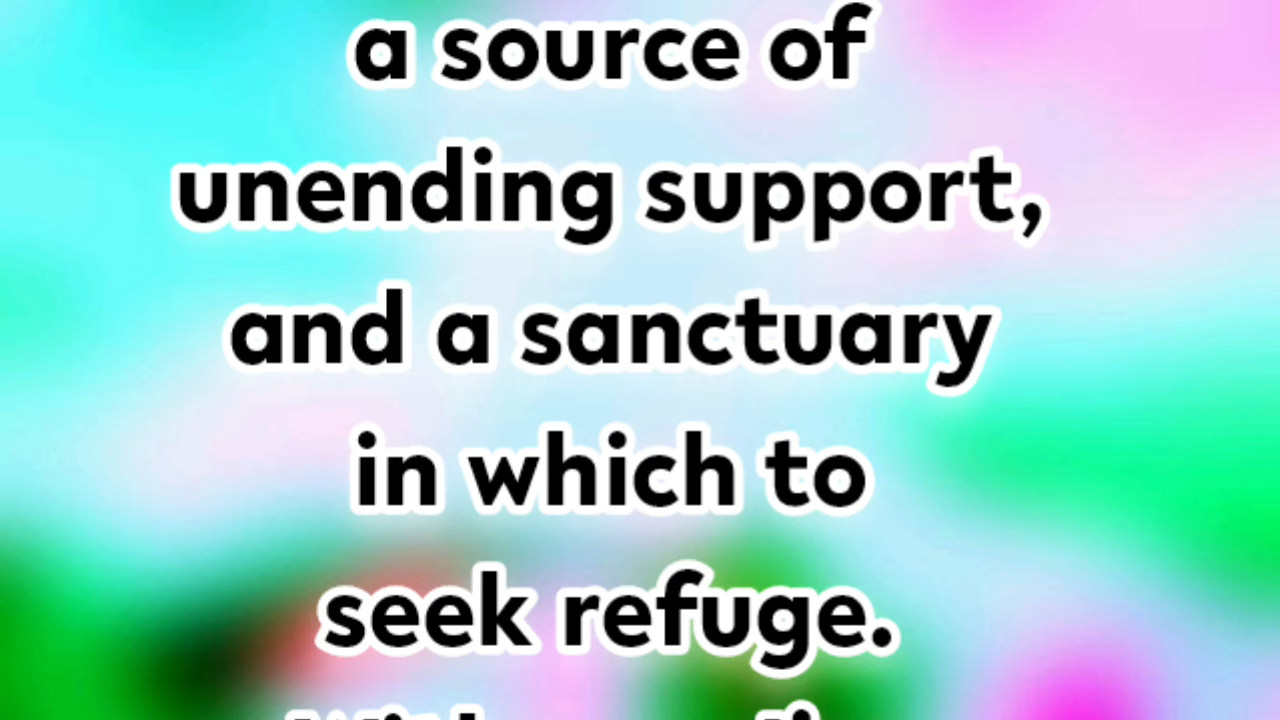 a source of
unending support,
and a sanctuary
in which to
seek refuge.